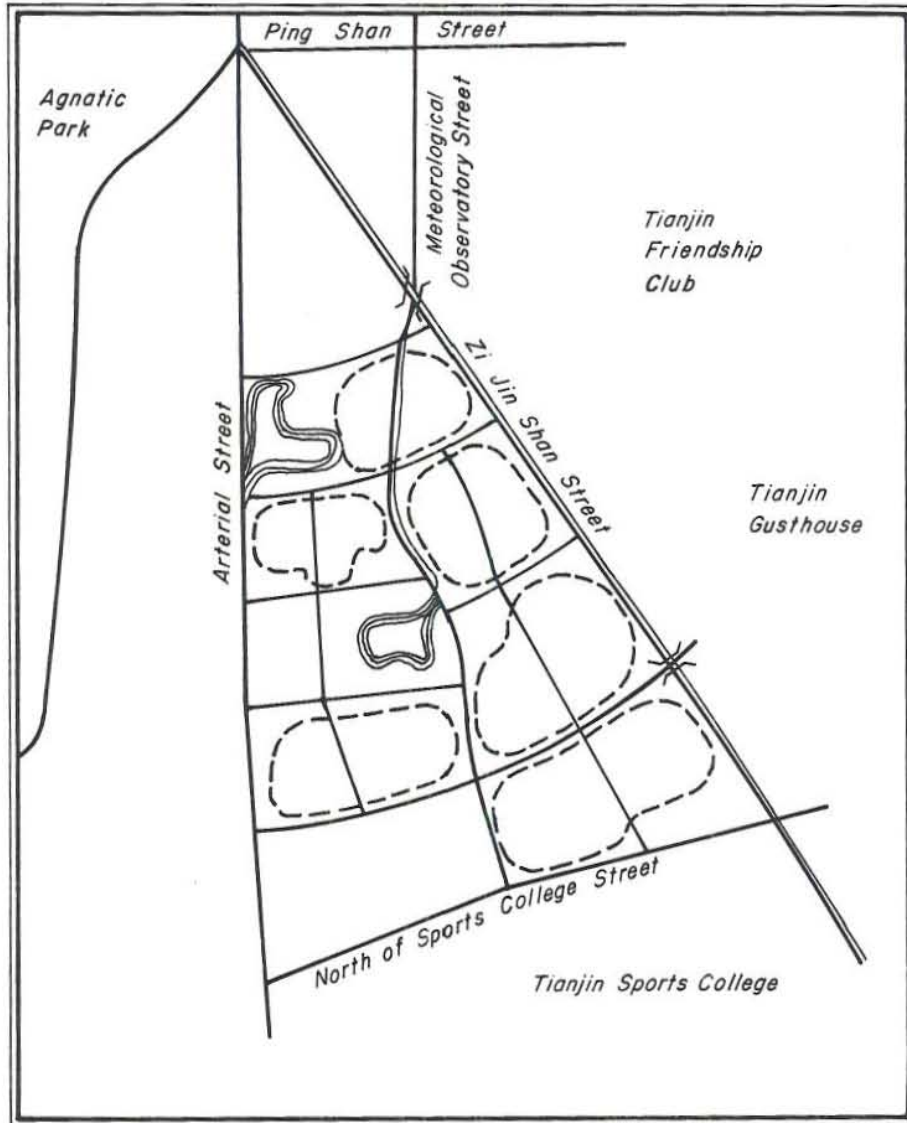 Ping Shan Street
Agnatic
Park
Meteorological
Observatory Street
Tianjin
Friendship
Club
Zi Jin Shan Street
Arterial Street
Tianjin
Gusthouse
North of Sports College Street
Tianjin Sports College